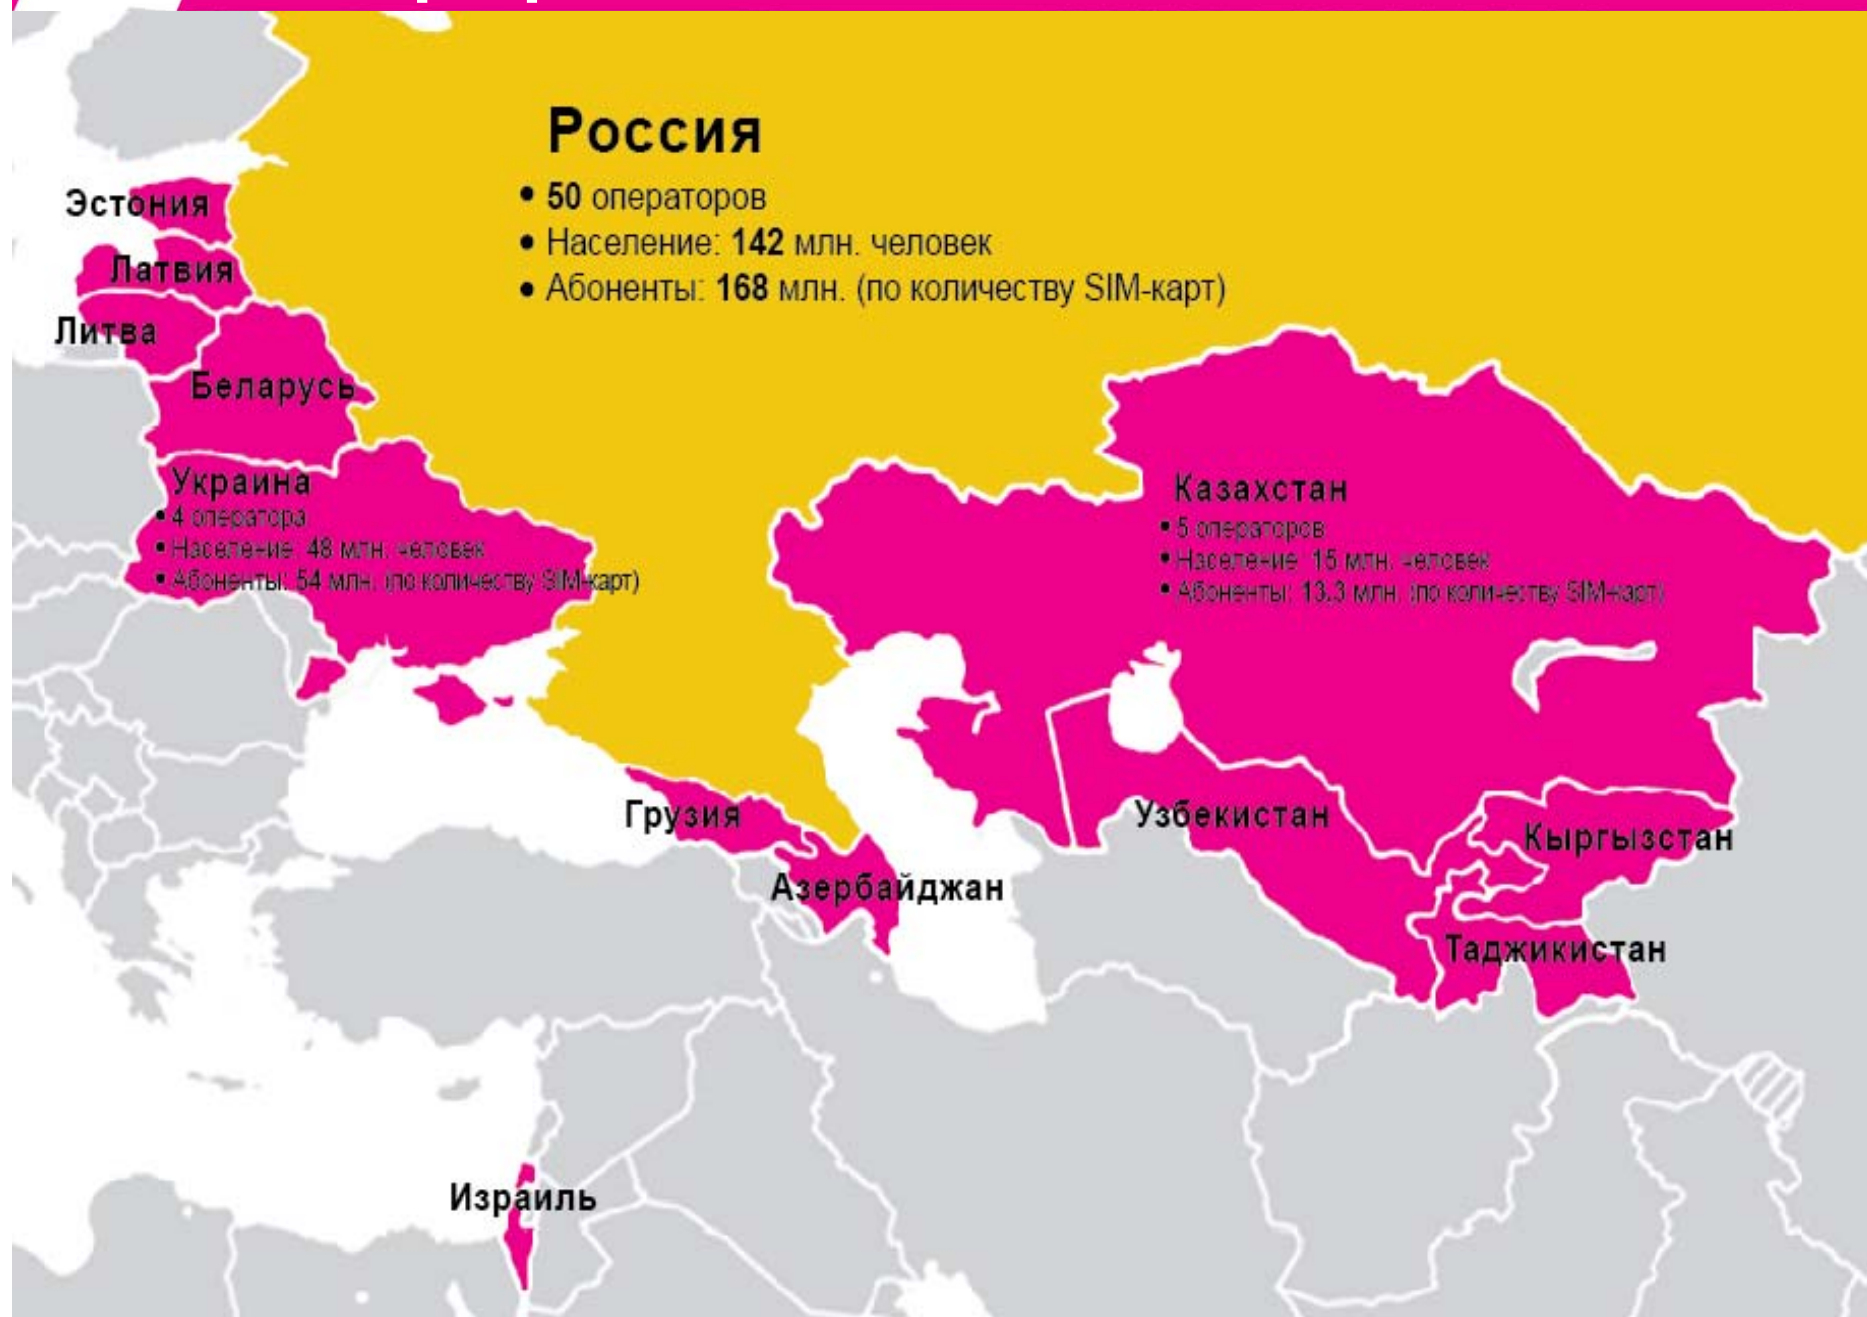 Россия
• 50 операторов
• Население: 142 млн. человек
• Абоненты: 168 млн. (по количеству SIM-карт)
Эстония
Латвия
Литва
Беларусь
Украина
• 4 оператора
• Население: 48 млн. человек
• Абоненты: 54 млн. (по количеству SIM-карт)
Казахстан
• 5 операторов
• Население: 15 млн. человек
• Абоненты: 13.3 млн. (по количеству SIM-карт)
Грузия
Узбекистан
Кыргызстан
Азербайджан
Таджикистан
Израиль